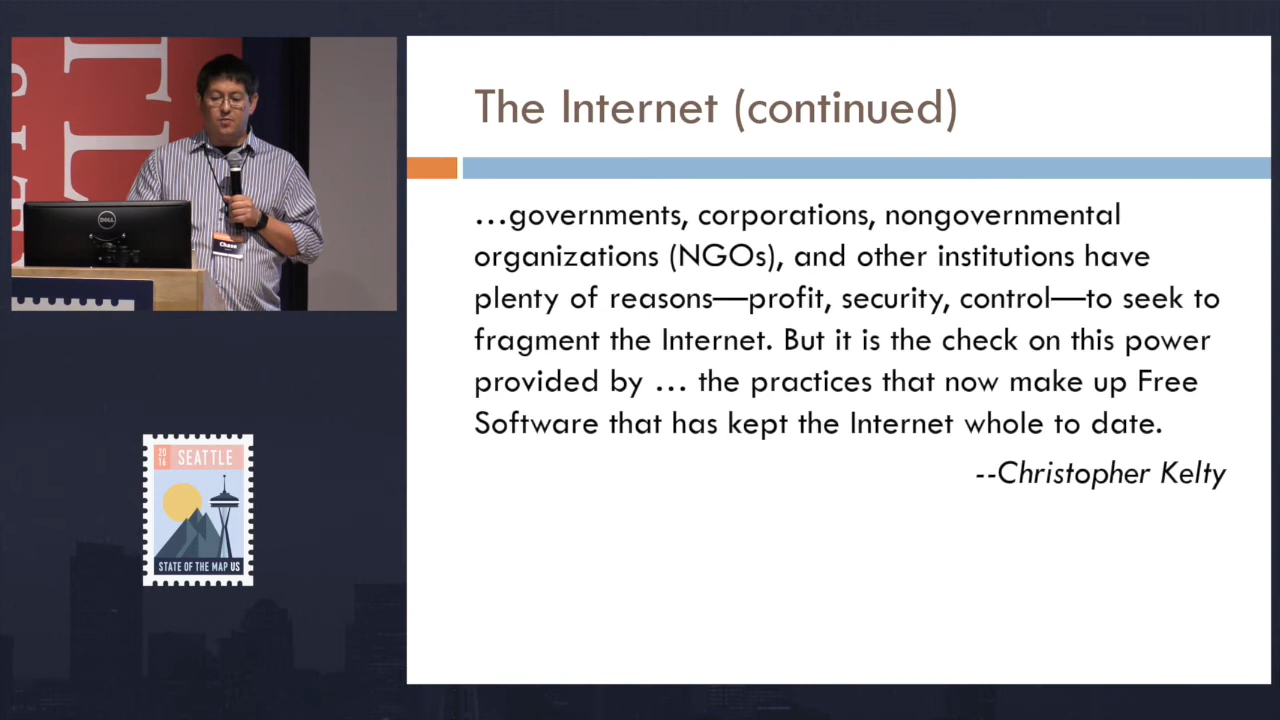 The Internet (continued)
…governments, corporations, nongovernmental
organizations (NGOs), and other institutions have
plenty of reasons—profit, security, control—to seek to
fragment the Internet. But it is the check on this power
provided by … the practices that now make up Free
Software that has kept the Internet whole to date.
--Christopher Kelty
DELL
Chase
20
16
SEATTLE
STATE OF THE MAP US